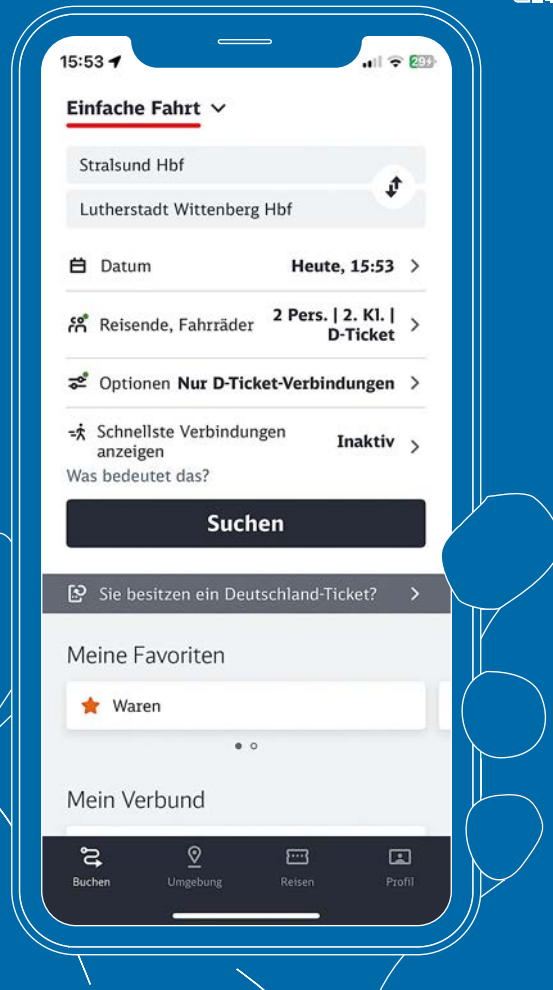 15:53
29
Einfache Fahrt
Stralsund Hbf
Lutherstadt Wittenberg Hbf
Datum Heute, 15:53
Reisende, Fahrräder 2 Pers. | 2. Kl. |
D-Ticket
Optionen Nur D-Ticket-Verbindungen
Schnellste Verbindungen
anzeigen Inaktiv
Was bedeutet das?
Suchen
Sie besitzen ein Deutschland-Ticket?
Meine Favoriten
Waren
Mein Verbund
Buchen Umgebung Reisen Profil